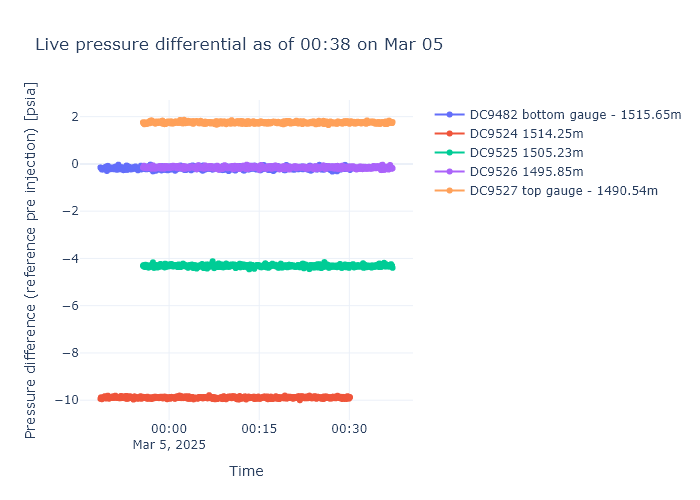 Live pressure differential as of 00:38 on Mar 05
Pressure difference (reference pre injection) [psia]
2
0
−2
−4
−6
−8
−10
00:00
Mar 5, 2025
00:15
00:30
Time
DC9482 bottom gauge - 1515.65m
DC9524 1514.25m
DC9525 1505.23m
DC9526 1495.85m
DC9527 top gauge - 1490.54m